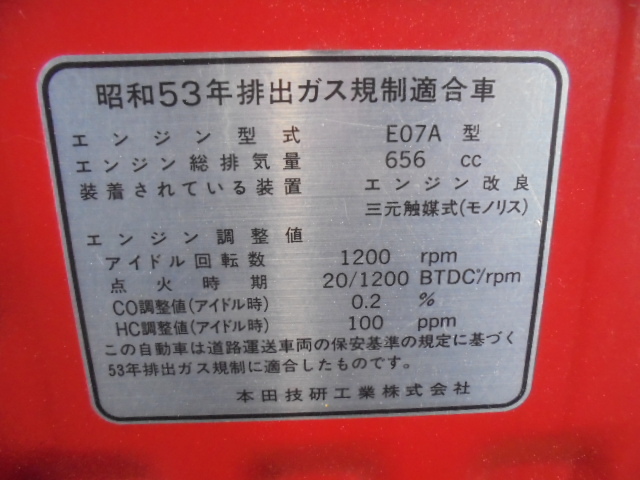 昭和53年排出ガス規制適合車
エンジン型式 E07A 型
エンジン総排気量 656 cc
装着されている装置 エンジン改良
三元触媒式(モノリス)
エンジン調整値
アイドル回転数 1200 rpm
点火時期 20/1200 BTDC°/rpm
CO調整値(アイドル時) 0.2 %
HC調整値(アイドル時) 100 ppm
この自動車は道路運送車両の保安基準の規定に基づく
53年排出ガス規制に適合したものです。
本田技研工業株式会社